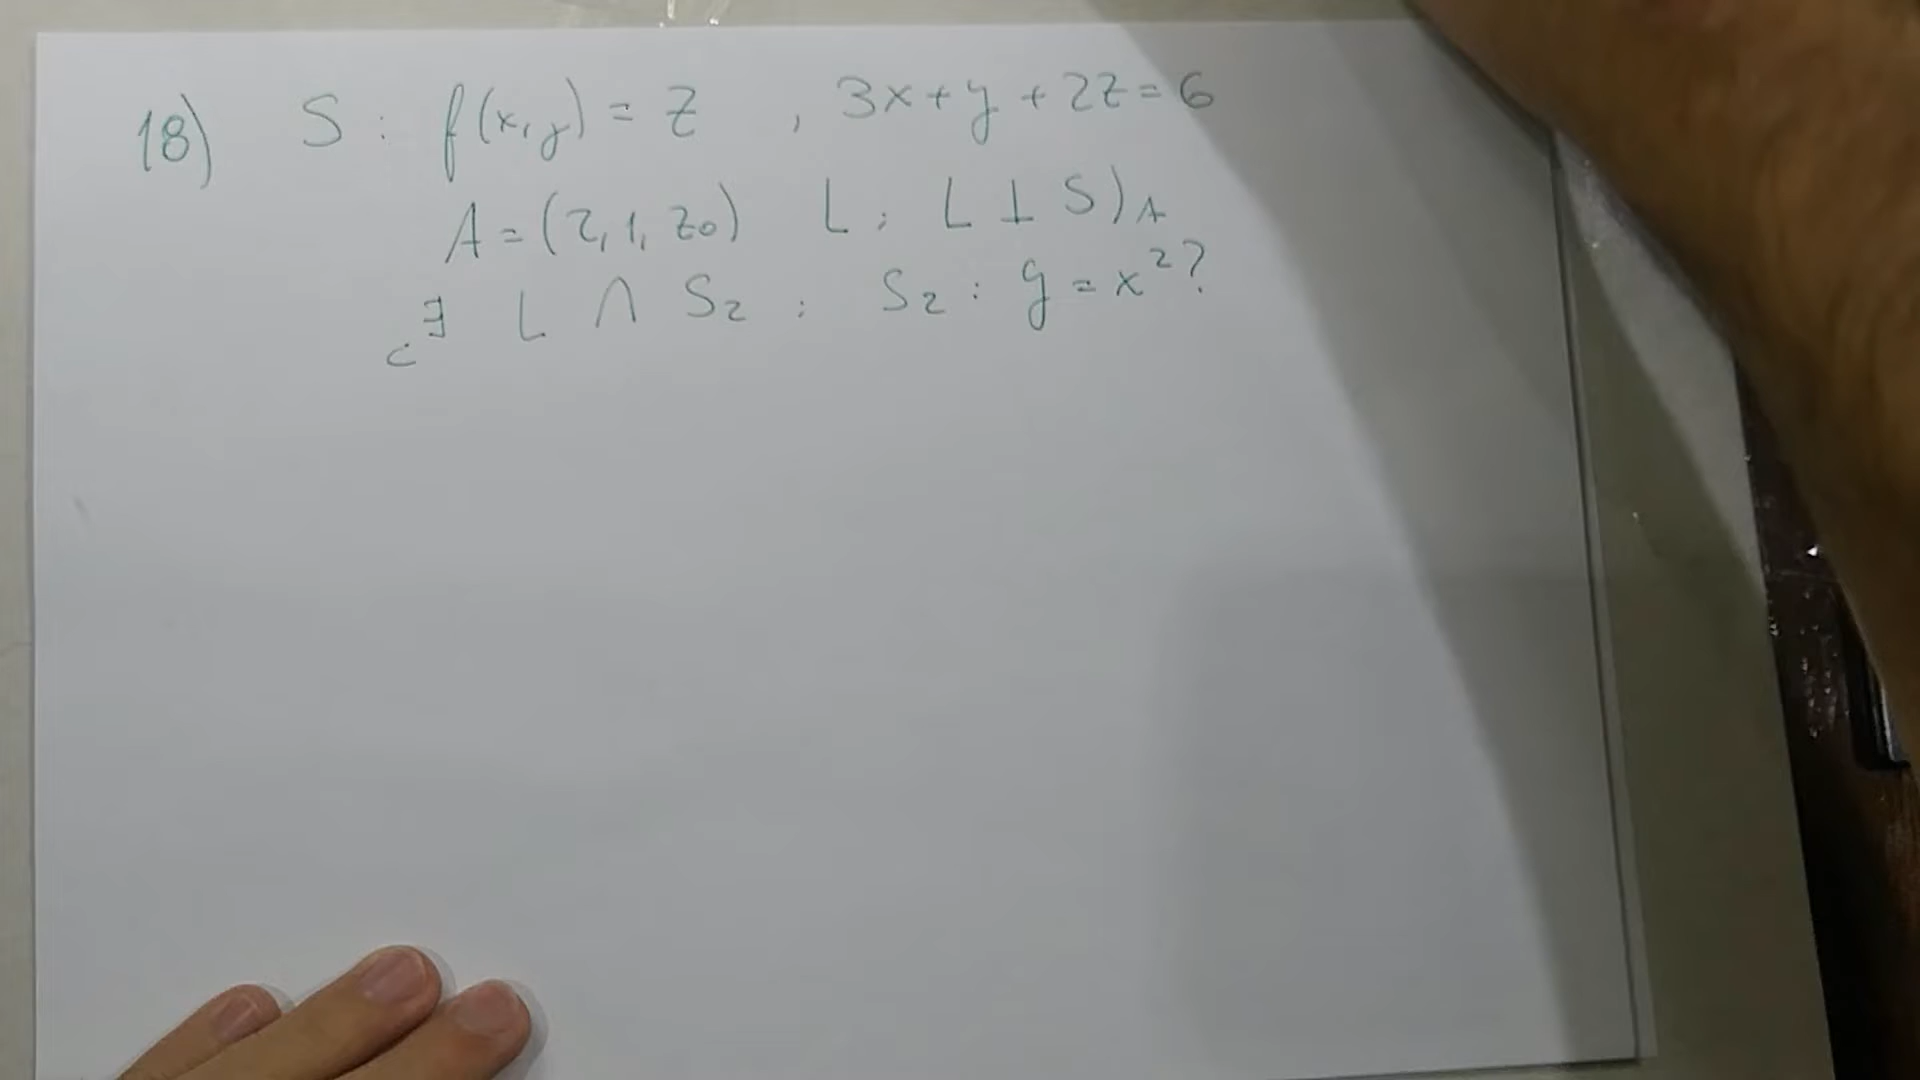 18) S : f(x,y) = z , 3x + y + 2z = 6
A = (2, 1, z₀) L : L ⊥ S)ₐ
¿∃ L ∩ S₂ : S₂ : y = x² ?